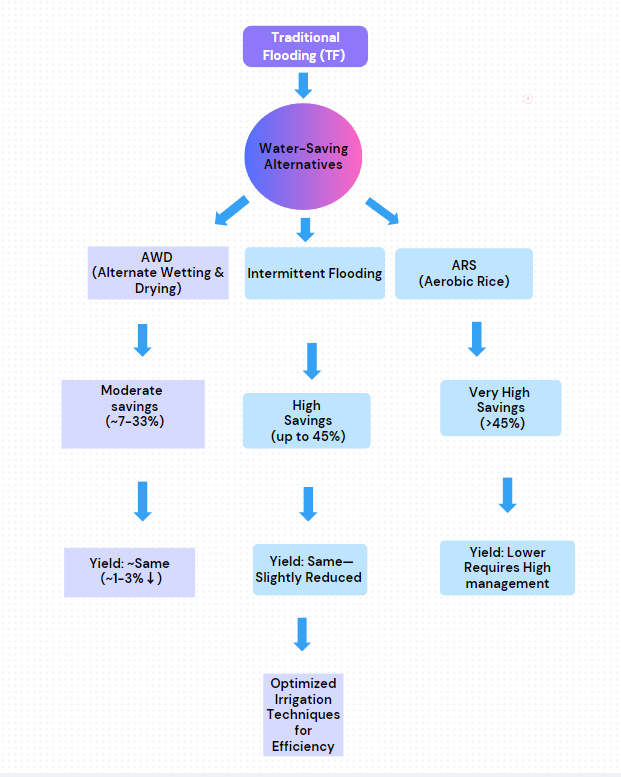 Traditional
Flooding (TF)
Water-Saving
Alternatives
AWD
(Alternate Wetting &
Drying)
Intermittent Flooding
ARS
(Aerobic Rice)
Moderate
savings
(~7-33%)
High
Savings
(up to 45%)
Very High
Savings
(>45%)
Yield: ~Same
(~1-3%↓)
Yield: Same—
Slightly Reduced
Yield: Lower
Requires High
management
Optimized
Irrigation
Techniques
for
Efficiency